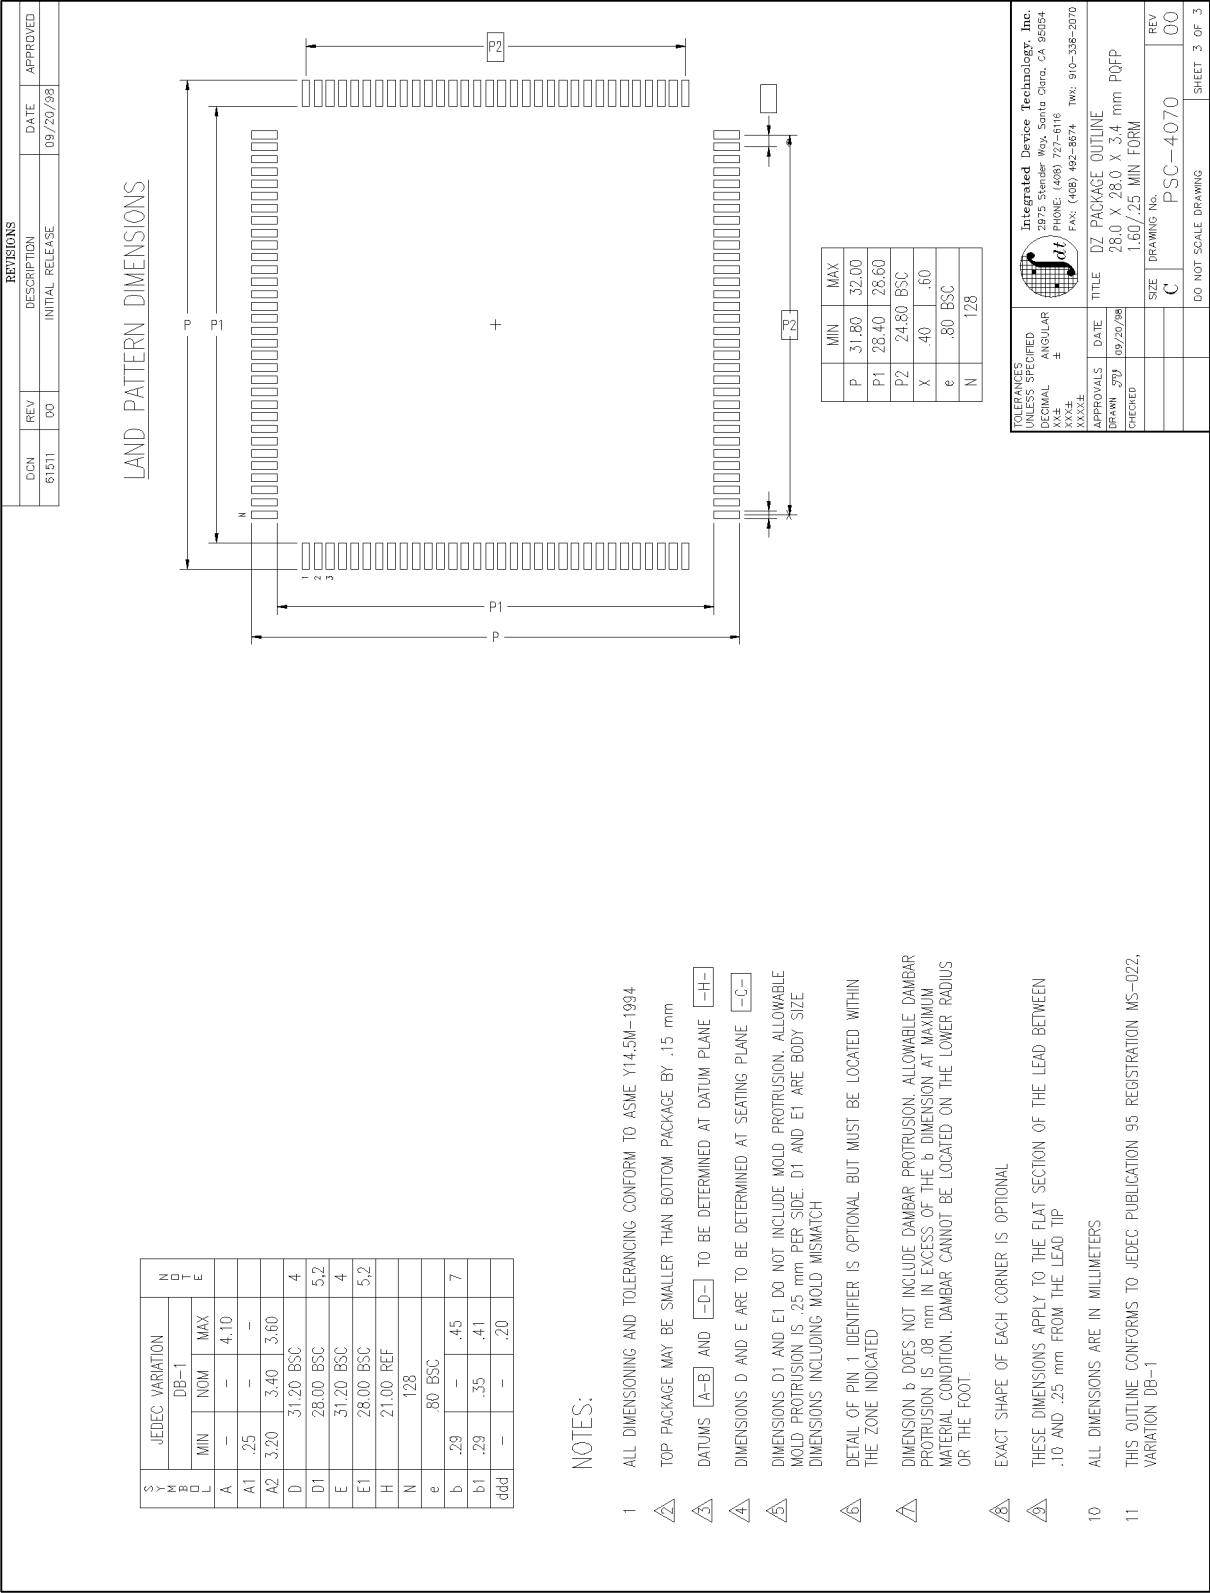 REVISIONS
DCN REV DESCRIPTION DATE APPROVED
61511 00 INITIAL RELEASE 09/20/98
LAND PATTERN DIMENSIONS
P
P1
P2
N
1
2
3
P1
P
P2
X
MIN MAX
P 31.80 32.00
P1 28.40 28.60
P2 24.80 BSC
X .40 .60
e .80 BSC
N 128
SYMBOL JEDEC VARIATION NOTE
DB-1
MIN NOM MAX
A - - 4.10
A1 .25 - -
A2 3.20 3.40 3.60
D 31.20 BSC 4
D1 28.00 BSC 5,2
E 31.20 BSC 4
E1 28.00 BSC 5,2
H 21.00 REF
N 128
e .80 BSC
b .29 - .45 7
b1 .29 .35 .41
ddd - - .20
NOTES:
1 ALL DIMENSIONING AND TOLERANCING CONFORM TO ASME Y14.5M-1994
2 TOP PACKAGE MAY BE SMALLER THAN BOTTOM PACKAGE BY .15 mm
3 DATUMS A-B AND -D- TO BE DETERMINED AT DATUM PLANE -H-
4 DIMENSIONS D AND E ARE TO BE DETERMINED AT SEATING PLANE -C-
5 DIMENSIONS D1 AND E1 DO NOT INCLUDE MOLD PROTRUSION. ALLOWABLE
MOLD PROTRUSION IS .25 mm PER SIDE. D1 AND E1 ARE BODY SIZE
DIMENSIONS INCLUDING MOLD MISMATCH
6 DETAIL OF PIN 1 IDENTIFIER IS OPTIONAL BUT MUST BE LOCATED WITHIN
THE ZONE INDICATED
7 DIMENSION b DOES NOT INCLUDE DAMBAR PROTRUSION. ALLOWABLE DAMBAR
PROTRUSION IS .08 mm IN EXCESS OF THE b DIMENSION AT MAXIMUM
MATERIAL CONDITION. DAMBAR CANNOT BE LOCATED ON THE LOWER RADIUS
OR THE FOOT.
8 EXACT SHAPE OF EACH CORNER IS OPTIONAL
9 THESE DIMENSIONS APPLY TO THE FLAT SECTION OF THE LEAD BETWEEN
.10 AND .25 mm FROM THE LEAD TIP
10 ALL DIMENSIONS ARE IN MILLIMETERS
11 THIS OUTLINE CONFORMS TO JEDEC PUBLICATION 95 REGISTRATION MS-022,
VARIATION DB-1
TOLERANCES
UNLESS SPECIFIED
DECIMAL ANGULAR
XX± ±
XXX±
XXXX±
APPROVALS DATE
DRAWN 09/20/98
CHECKED
idt
Integrated Device Technology, Inc.
2975 Stender Way, Santa Clara, CA 95054
PHONE: (408) 727-6116
FAX: (408) 492-8674 TWX: 910-338-2070
TITLE DZ PACKAGE OUTLINE
28.0 X 28.0 X 3.4 mm PQFP
1.60/.25 MIN FORM
SIZE DRAWING No. REV
C PSC-4070 00
DO NOT SCALE DRAWING SHEET 3 OF 3